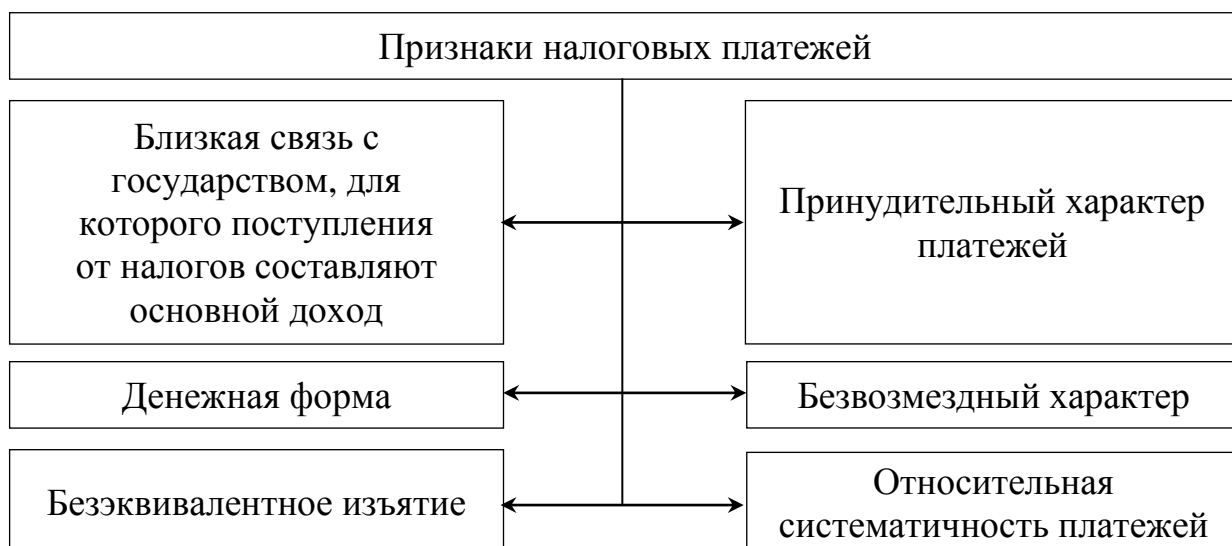 Признаки налоговых платежей
Близкая связь с
государством, для
которого поступления
от налогов составляют
основной доход
Принудительный характер
платежей
Денежная форма
Безвозмездный характер
Безэквивалентное изъятие
Относительная
систематичность платежей